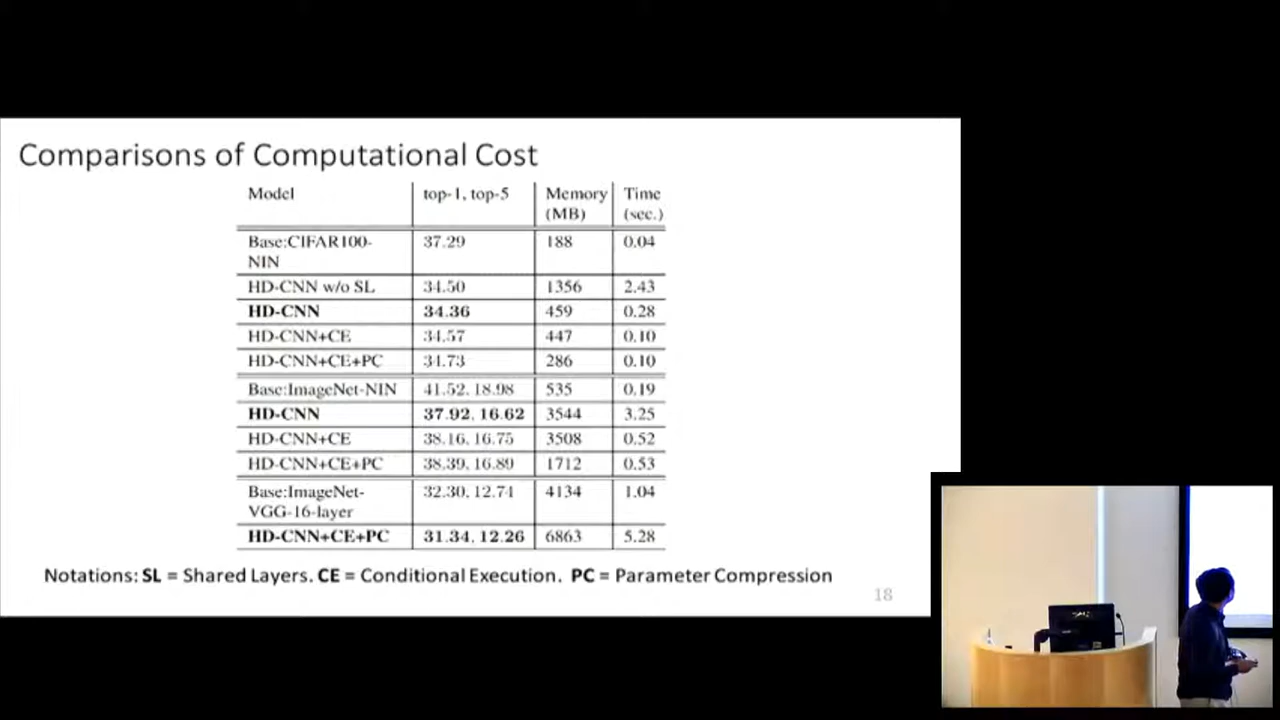 Comparisons of Computational Cost
Model top-1, top-5 Memory (MB) Time (sec.)
Base:CIFAR100-NIN 37.29 188 0.04
HD-CNN w/o SL 34.50 1356 2.43
HD-CNN 34.36 459 0.28
HD-CNN+CE 34.57 447 0.10
HD-CNN+CE+PC 34.73 286 0.10
Base:ImageNet-NIN 41.52, 18.98 535 0.19
HD-CNN 37.92, 16.62 3544 3.25
HD-CNN+CE 38.16, 16.75 3508 0.52
HD-CNN+CE+PC 38.39, 16.89 1712 0.53
Base:ImageNet-VGG-16-layer 32.30, 12.74 4134 1.04
HD-CNN+CE+PC 31.34, 12.26 6863 5.28
Notations: SL = Shared Layers. CE = Conditional Execution. PC = Parameter Compression
18